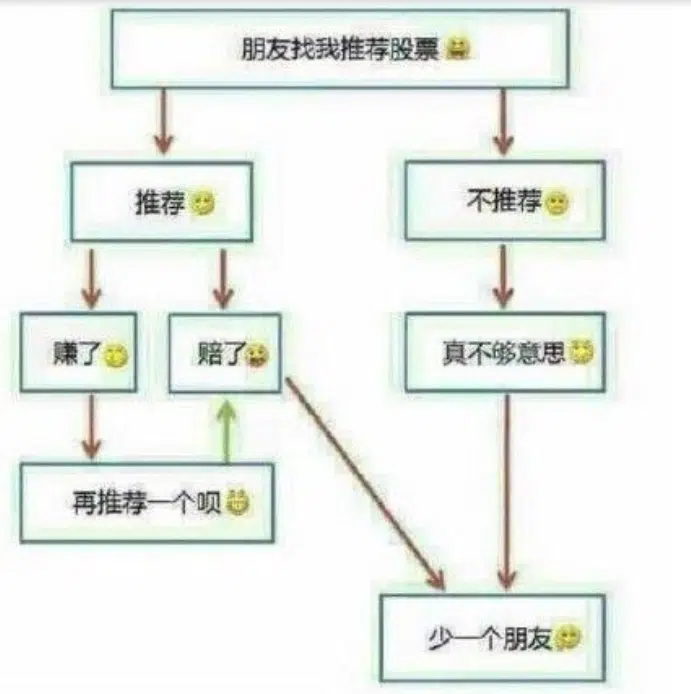 朋友找我推荐股票
推荐
不推荐
赚了
赔了
真不够意思
再推荐一个呗
少一个朋友